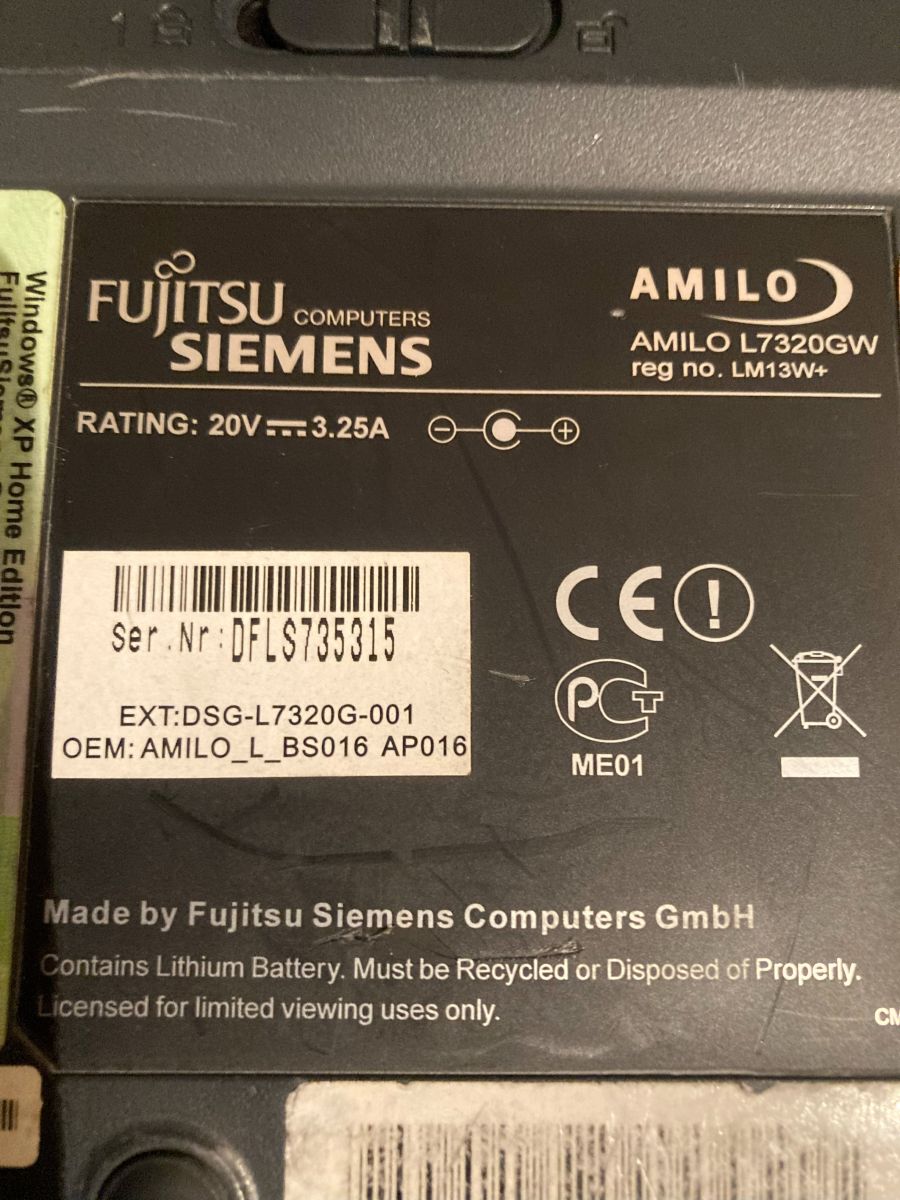 1
FUJITSU COMPUTERS
SIEMENS
AMILO
AMILO L7320GW
reg no. LM13W+
RATING: 20V⎓3.25A
Ser.Nr:DFLS735315
EXT:DSG-L7320G-001
OEM: AMILO_L_BS016 AP016
CE
!
PCT
ME01
Made by Fujitsu Siemens Computers GmbH
Contains Lithium Battery. Must be Recycled or Disposed of Properly.
Licensed for limited viewing uses only.
CM
Windows® XP Home Edition